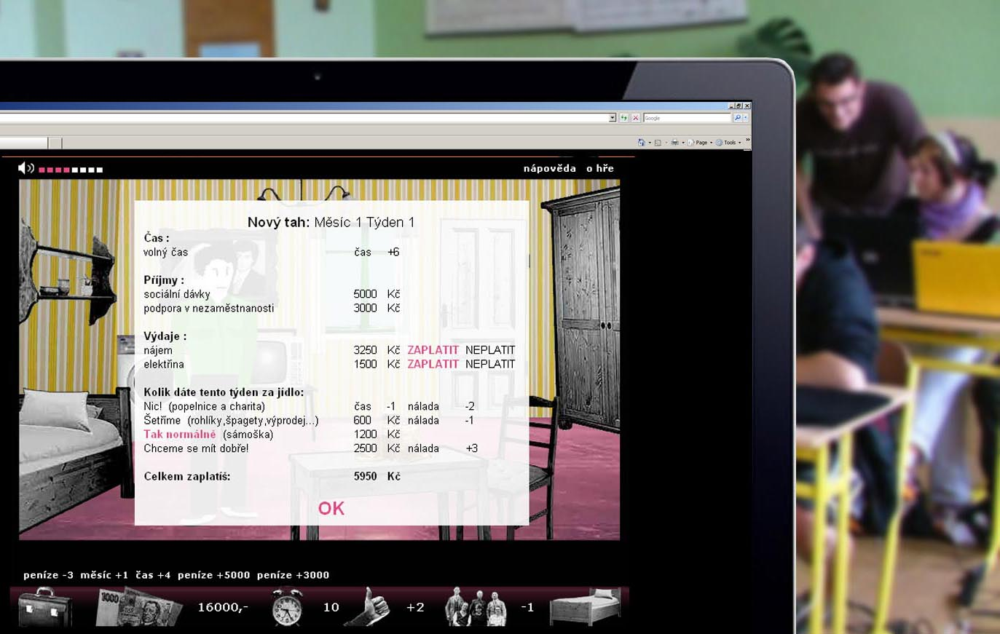 Google
Page Tools
nápověda o hře
Nový tah: Měsíc 1 Týden 1
Čas :
volný čas čas +6
Příjmy :
sociální dávky 5000 Kč
podpora v nezaměstnanosti 3000 Kč
Výdaje :
nájem 3250 Kč ZAPLATIT NEPLATIT
elektřina 1500 Kč ZAPLATIT NEPLATIT
Kolik dáte tento týden za jídlo:
Nic! (popelnice a charita) čas -1 nálada -2
Šetříme (rohlíky,špagety,výprodej...) 600 Kč nálada -1
Tak normálně (sámoška) 1200 Kč
Chceme se mít dobře! 2500 Kč nálada +3
Celkem zaplatíš: 5950 Kč
OK
peníze -3 měsíc +1 čas +4 peníze +5000 peníze +3000
1000
16000,- 10 +2 -1